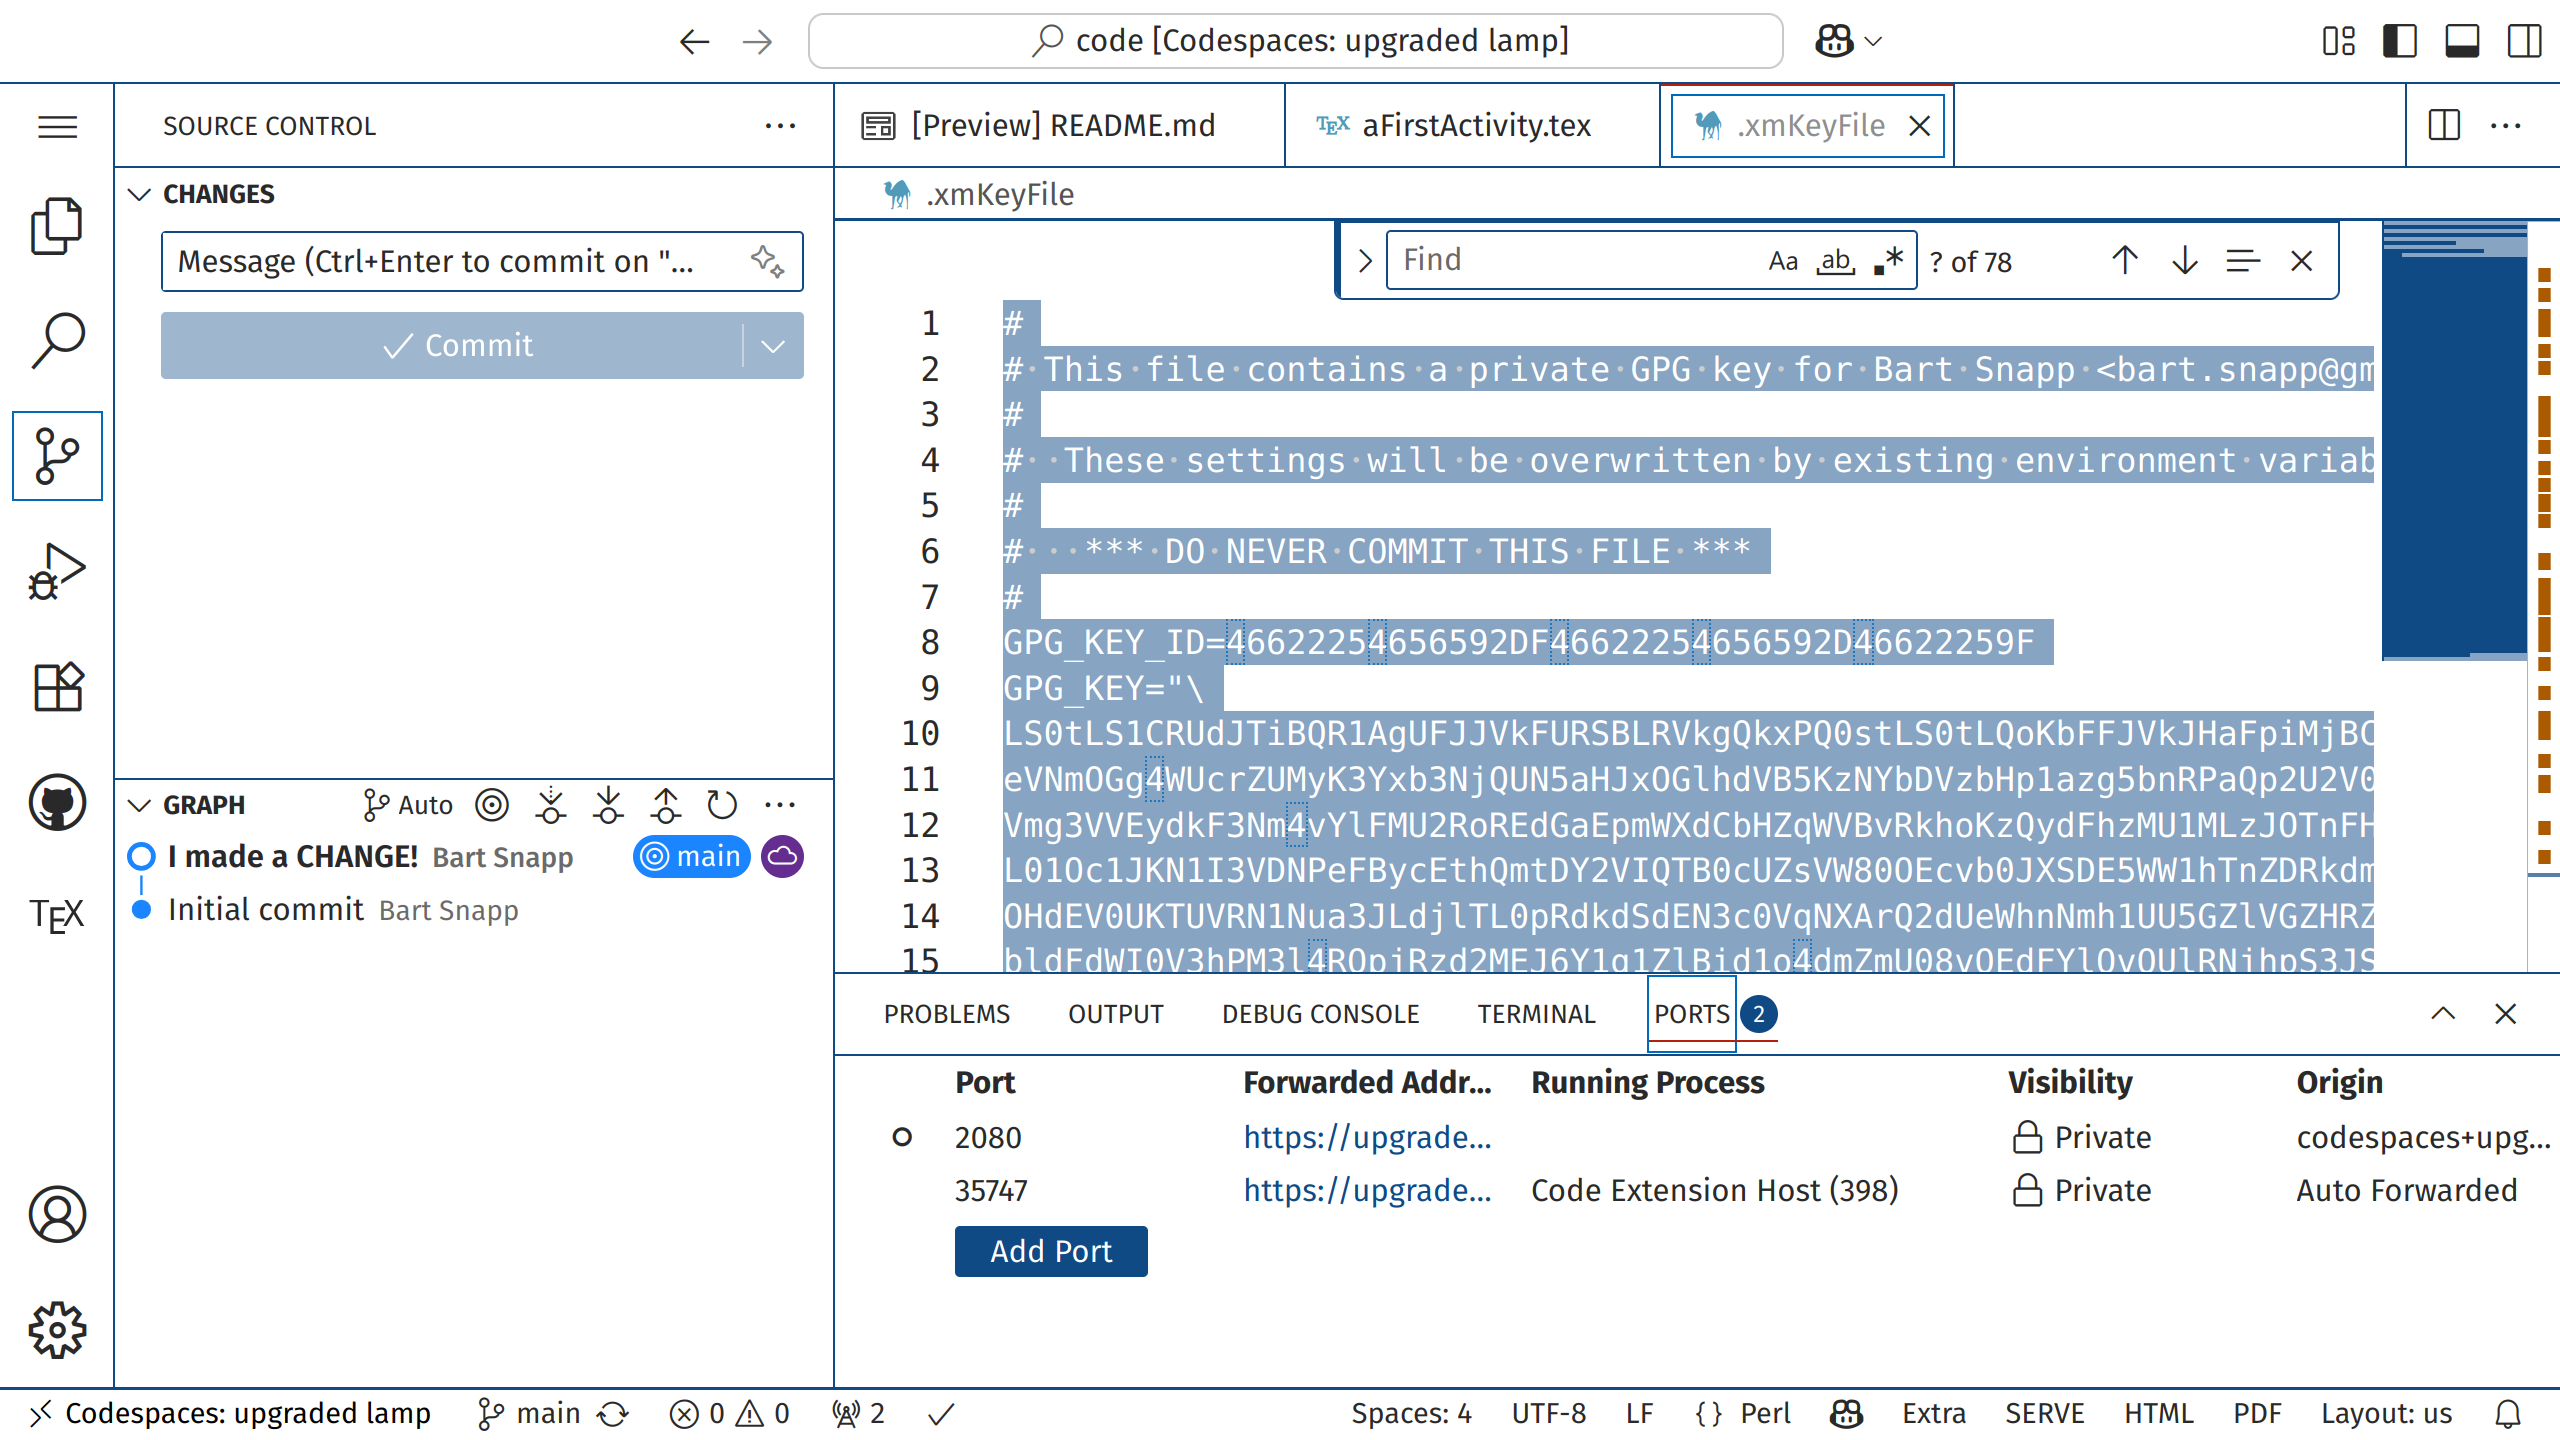 code [Codespaces: upgraded lamp]
SOURCE CONTROL
CHANGES
Message (Ctrl+Enter to commit on "...
Commit
GRAPH
Auto
I made a CHANGE! Bart Snapp main
Initial commit Bart Snapp
TEX
[Preview] README.md
TEX aFirstActivity.tex
.xmKeyFile
.xmKeyFile
Find Aa ab .* ? of 78
1 #
2 # This file contains a private GPG key for Bart Snapp <bart.snapp@gm
3 #
4 #  These settings will be overwritten by existing environment variab
5 #
6 #   *** DO NEVER COMMIT THIS FILE ***
7 #
8 GPG_KEY_ID=46622254656592DF46622254656592D46622259F
9 GPG_KEY="\
10 LS0tLS1CRUdJTiBQR1AgUFJJVkFURSBLRVkgQkxPQ0stLS0tLQoKbFFJVkJHaFpiMjBC
11 eVNmOGg4WUcrZUMyK3Yxb3NjQUN5aHJxOGlhdVB5KzNYbDVzbHp1azg5bnRPaQp2U2V0
12 Vmg3VVEydkF3Nm4vYlFMU2RoREdGaEpmWXdCbHZqWVBvRkhoKzQydFhzMU1MLzJOTnFH
13 L01Oc1JKN1I3VDNPeFBycEthQmtDY2VIQTB0cUZsVW80OEcvb0JXSDE5WW1hTnZDRkdm
14 OHdEV0UKTUVRN1Nua3JLdjlTL0pRdkdSdEN3c0VqNXArQ2dUeWhnNmh1UU5GZlVGZHRZ
15 bldFdWI0V3hPM3l4ROpiRzd2MEJ6Y1g1ZlBid1o4dmZmU08vOEdFYlOvOUlRNjhpS3JS
PROBLEMS
OUTPUT
DEBUG CONSOLE
TERMINAL
PORTS 2
Port Forwarded Addr... Running Process Visibility Origin
2080 https://upgrade... Private codespaces+upg...
35747 https://upgrade... Code Extension Host (398) Private Auto Forwarded
Add Port
Codespaces: upgraded lamp main 0 0 2 Spaces: 4 UTF-8 LF {} Perl Extra SERVE HTML PDF Layout: us